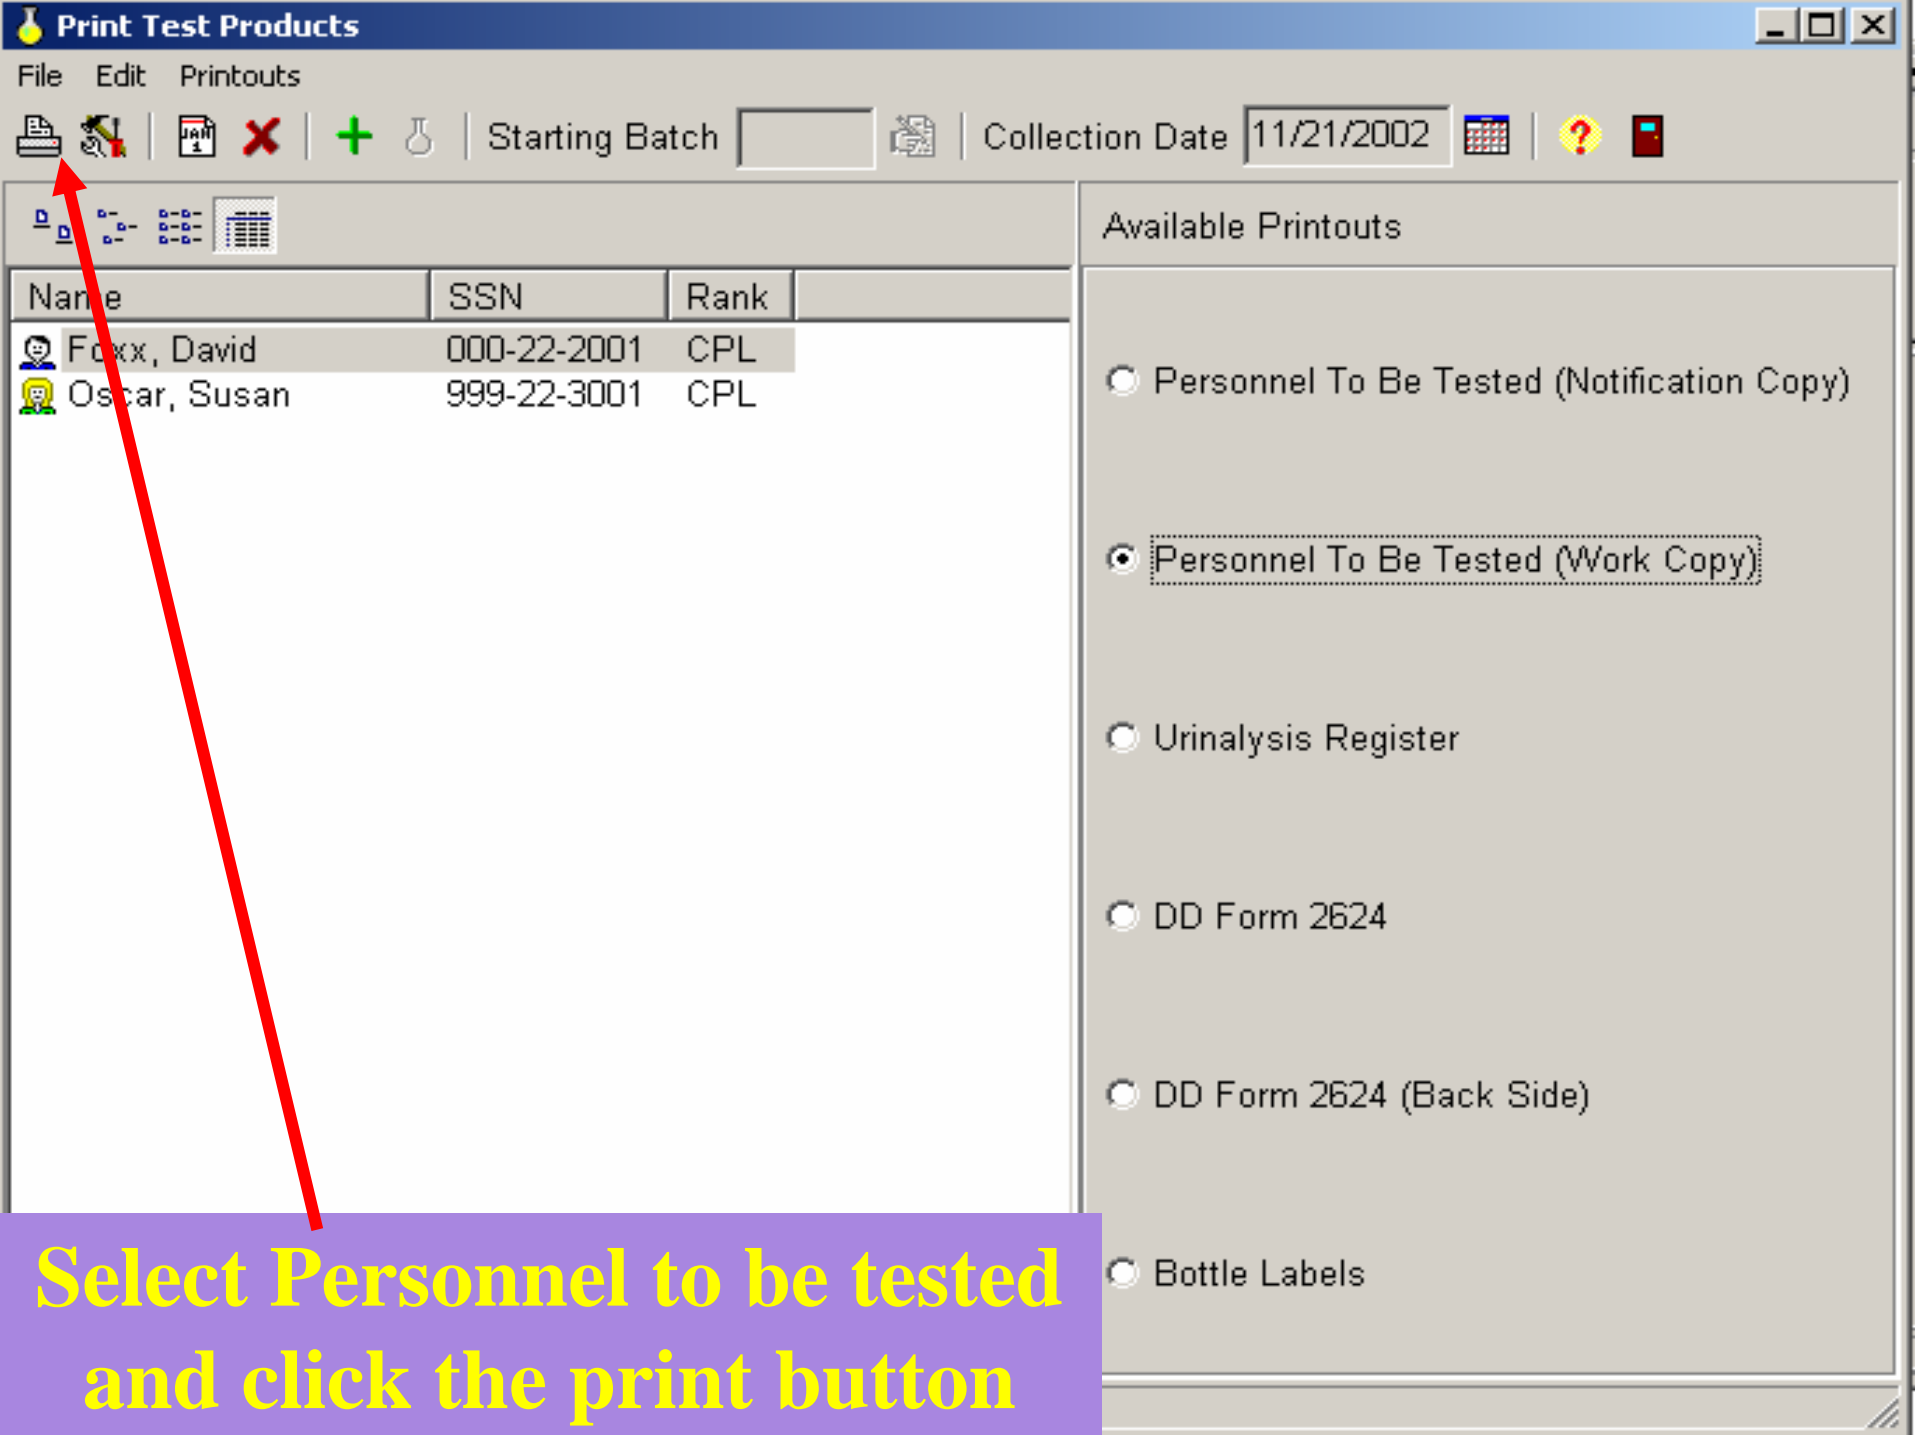 Print Test Products
File Edit Printouts
JAN 1 Starting Batch Collection Date 11/21/2002 ?
Available Printouts
Name SSN Rank
Foxx, David 000-22-2001 CPL
Oscar, Susan 999-22-3001 CPL
Personnel To Be Tested (Notification Copy)
Personnel To Be Tested (Work Copy)
Urinalysis Register
DD Form 2624
DD Form 2624 (Back Side)
Bottle Labels
Select Personnel to be tested
and click the print button